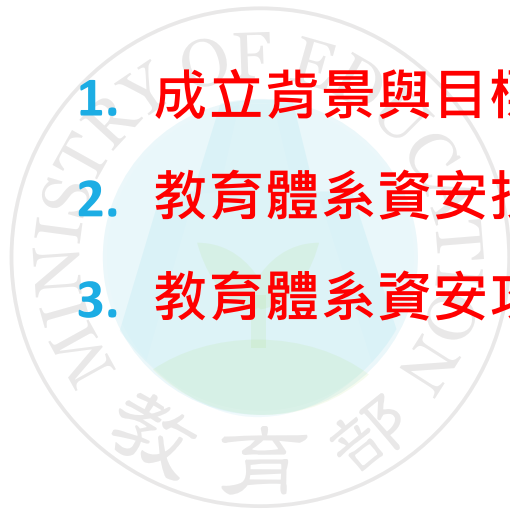 1. 成立背景與目
2. 教育體系資安
3. 教育體系資安
MINISTRY OF EDUCATION
教育部